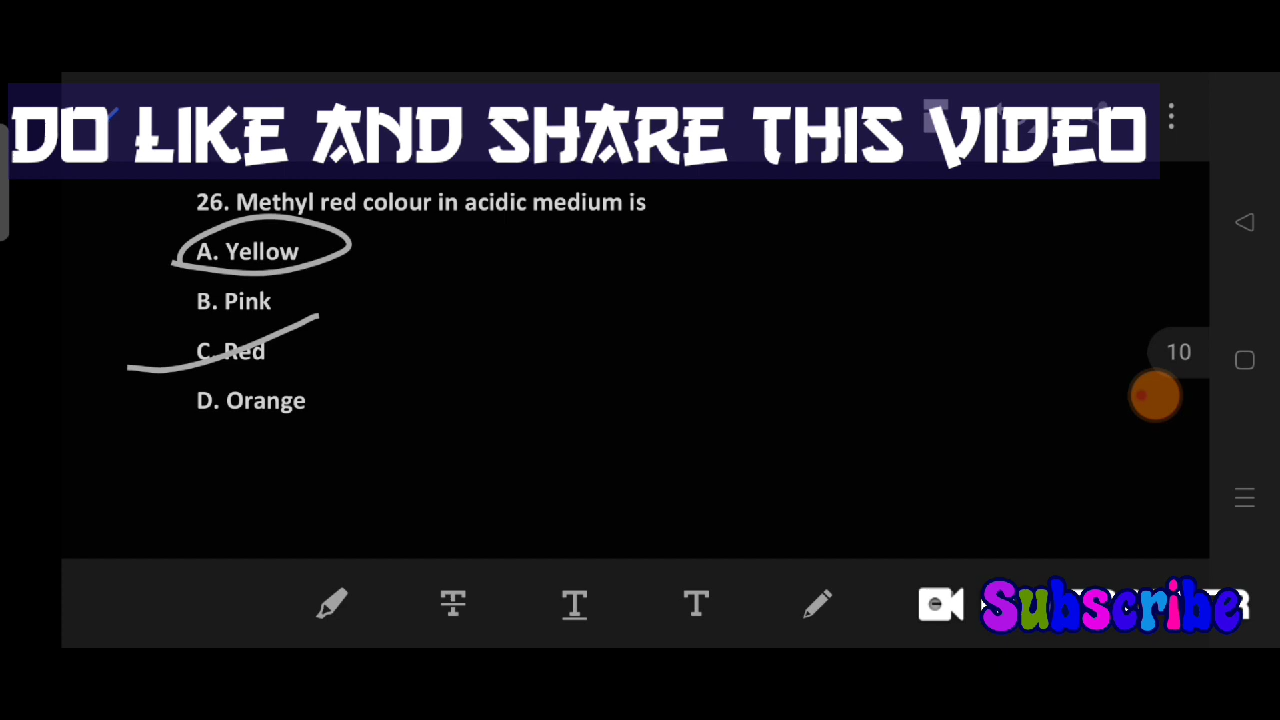 DO LIKE AND SHARE THIS VIDEO
26. Methyl red colour in acidic medium is
A. Yellow
B. Pink
C. Red
D. Orange
10
T T T
Subscribe